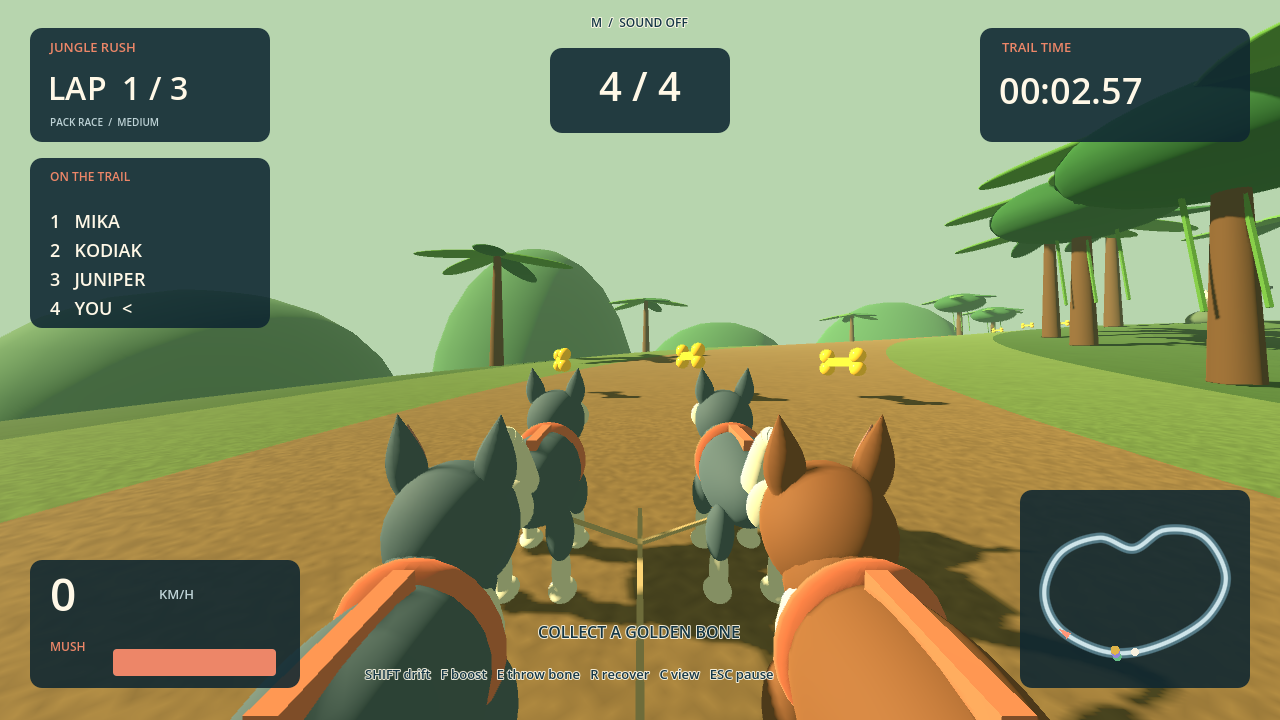 M / SOUND OFF
JUNGLE RUSH
LAP 1 / 3
PACK RACE / MEDIUM
4 / 4
TRAIL TIME
00:02.57
ON THE TRAIL
1 MIKA
2 KODIAK
3 JUNIPER
4 YOU <
0 KM/H
MUSH
COLLECT A GOLDEN BONE
SHIFT drift F boost E throw bone R recover C view ESC pause